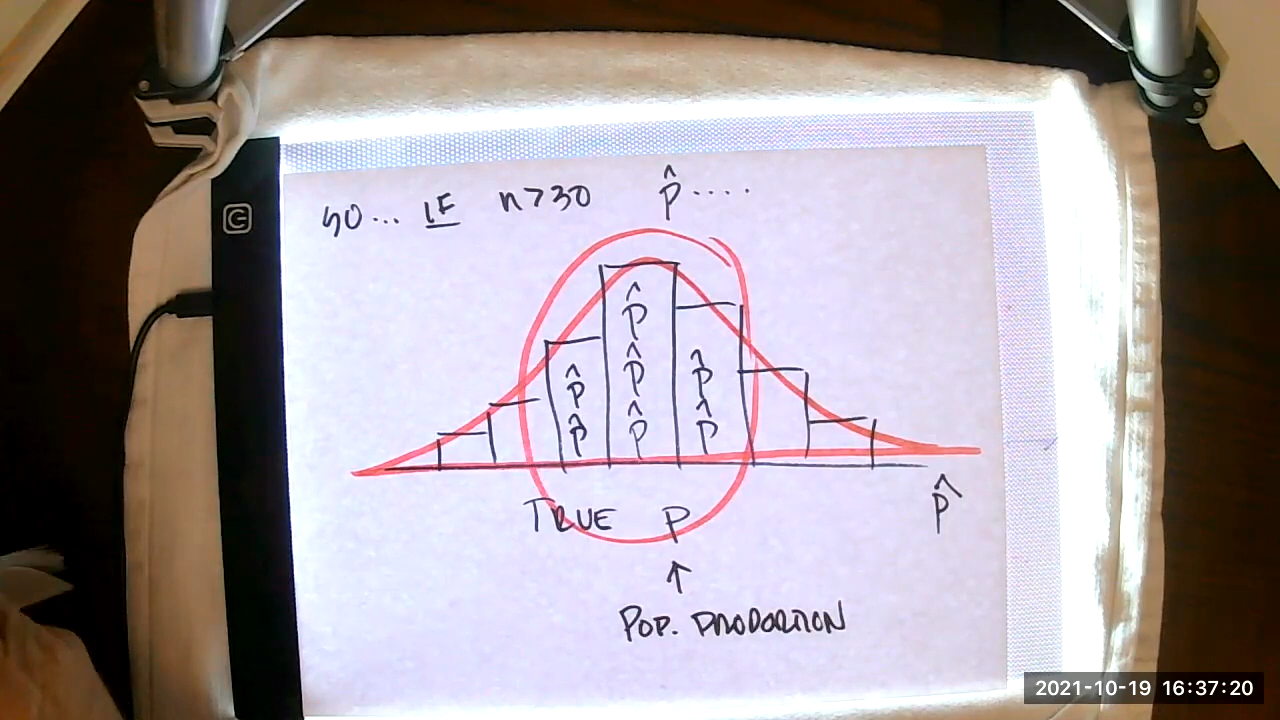 SO... IF n>30 p̂....
p̂
p̂ p̂ p̂
p̂ p̂ p̂
TRUE P
p̂
↑
POP. PROPORTION
2021-10-19 16:37:20